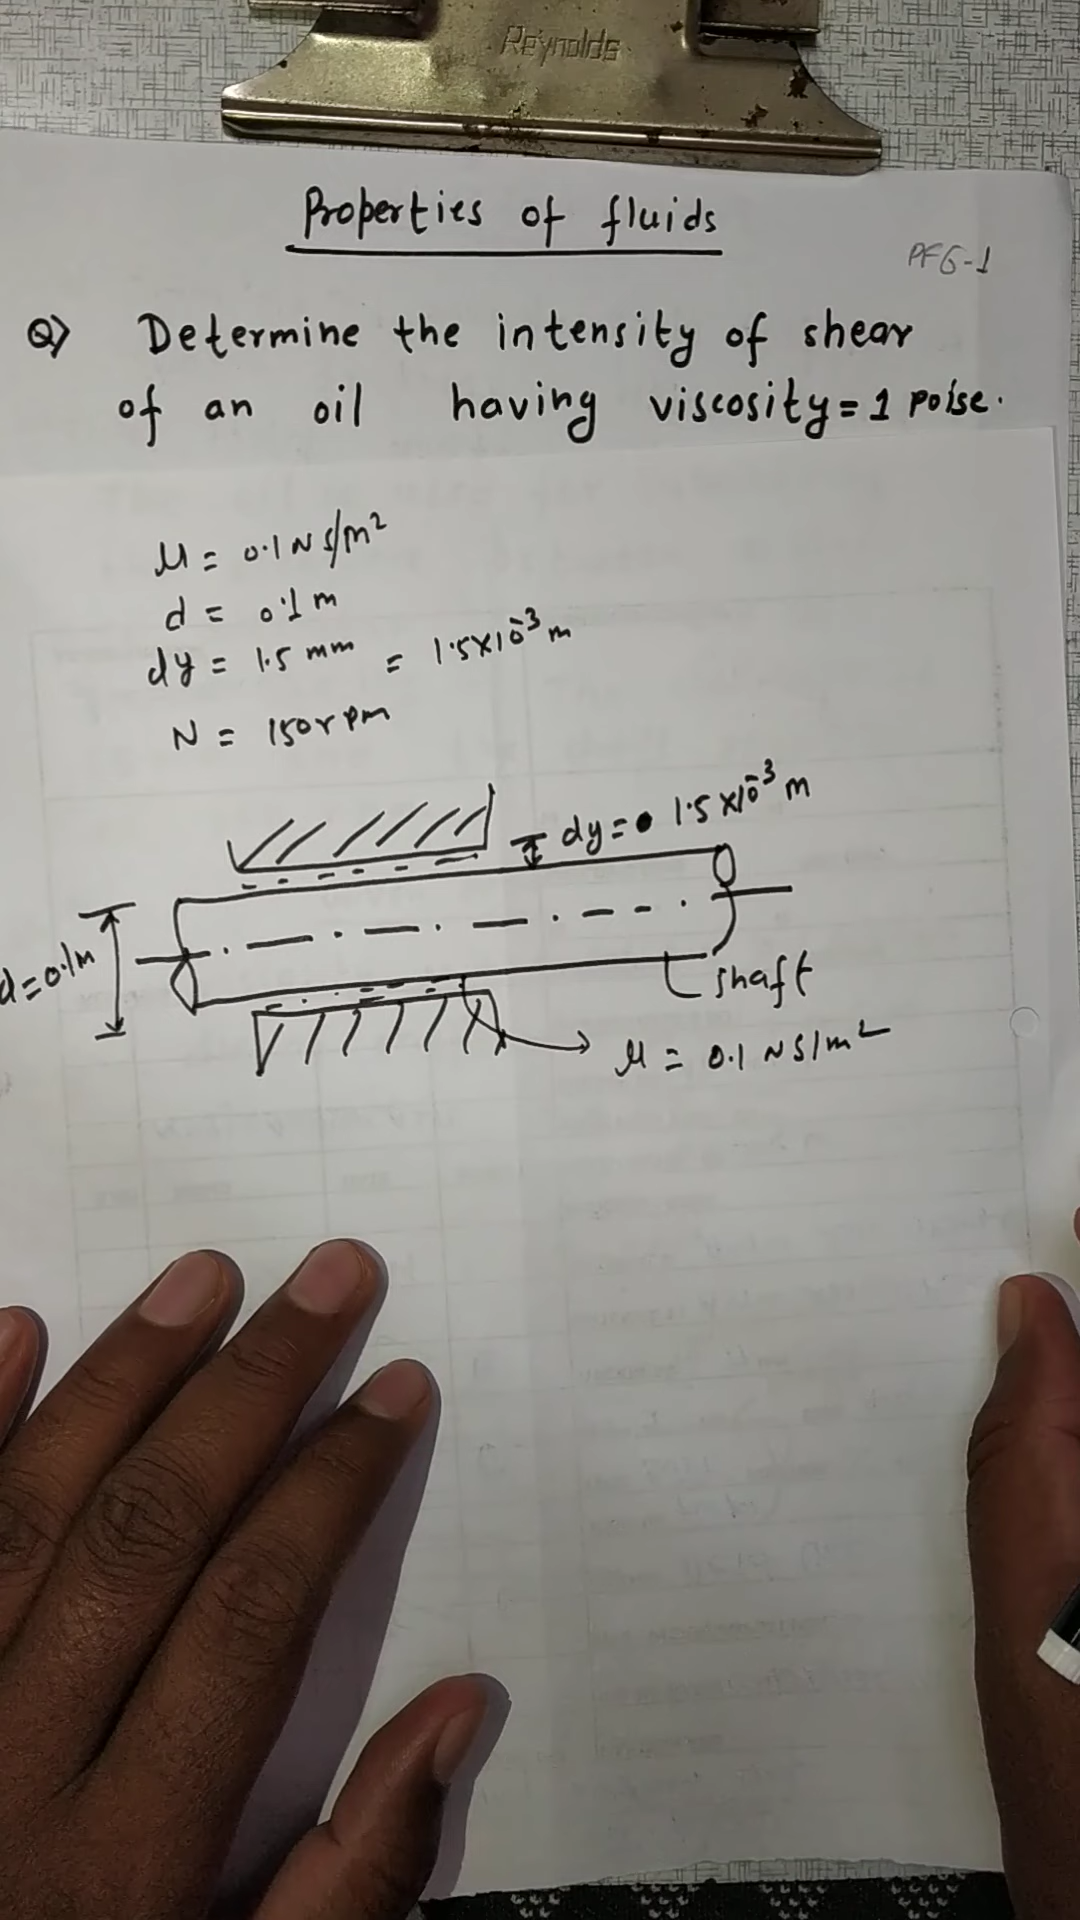 Reynolds
Properties of fluids
PFG-1
Q) Determine the intensity of shear
of an oil having viscosity = 1 poise.
μ = 0.1 N S/m²
d = 0.1 m
dy = 1.5 mm = 1.5×10⁻³ m
N = 150 rpm
dy = 1.5×10⁻³ m
d = 0.1m
shaft
μ = 0.1 NS/m²